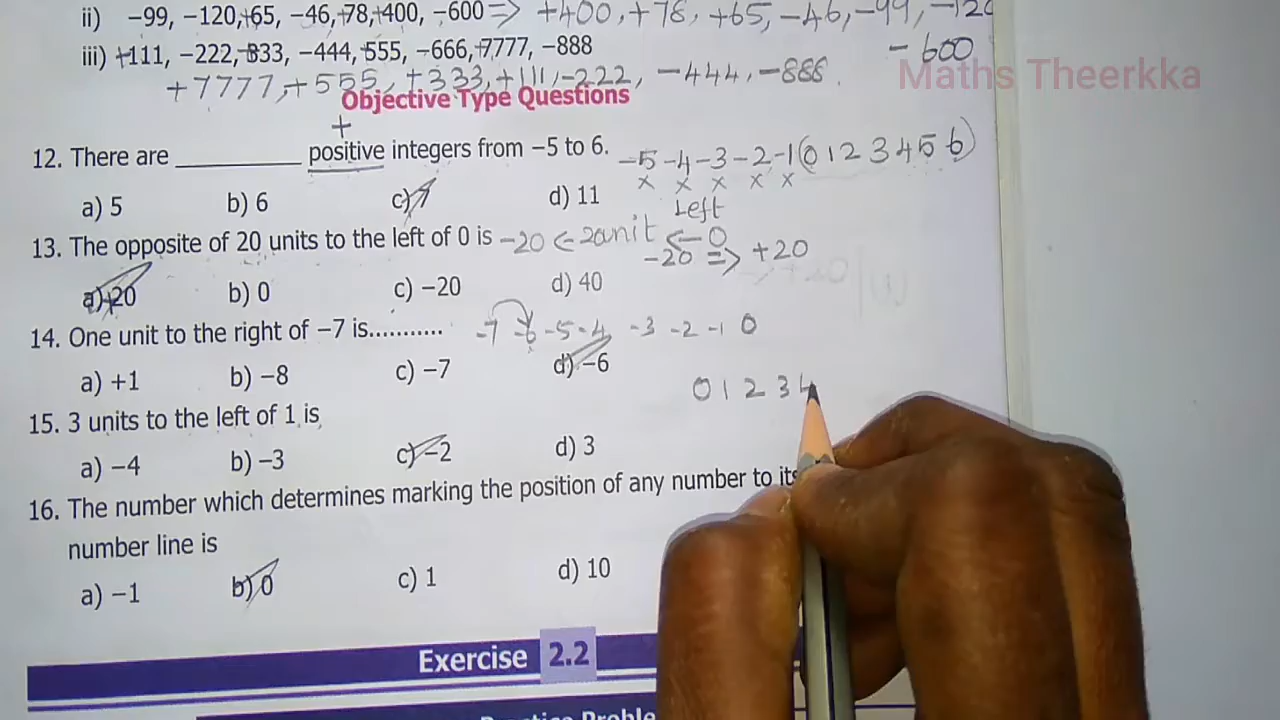 ii) −99, −120,+65, −46,+78,+400, −600 => +400, +78, +65, −46, −99, −120
−600
iii) +111, −222,+333, −444,+555, −666,+7777, −888
+7777,+555, +333,+111,−222, −444,−888.
Maths Theerkka
Objective Type Questions
+
12. There are __________ positive integers from −5 to 6. −5 −4 −3 −2 −1(0 1 2 3 4 5 6)
x x x x x
a) 5 b) 6 c) 7 d) 11
Left
13. The opposite of 20 units to the left of 0 is −20 <− 20unit <− 0
−20 => +20
a)+20 b) 0 c) −20 d) 40
14. One unit to the right of −7 is........... −7 −6 −5 −4 −3 −2 −1 0
a) +1 b) −8 c) −7 d) −6
0 1 2 3 4
15. 3 units to the left of 1 is
a) −4 b) −3 c) −2 d) 3
16. The number which determines marking the position of any number to its
number line is
a) −1 b) 0 c) 1 d) 10
Exercise 2.2